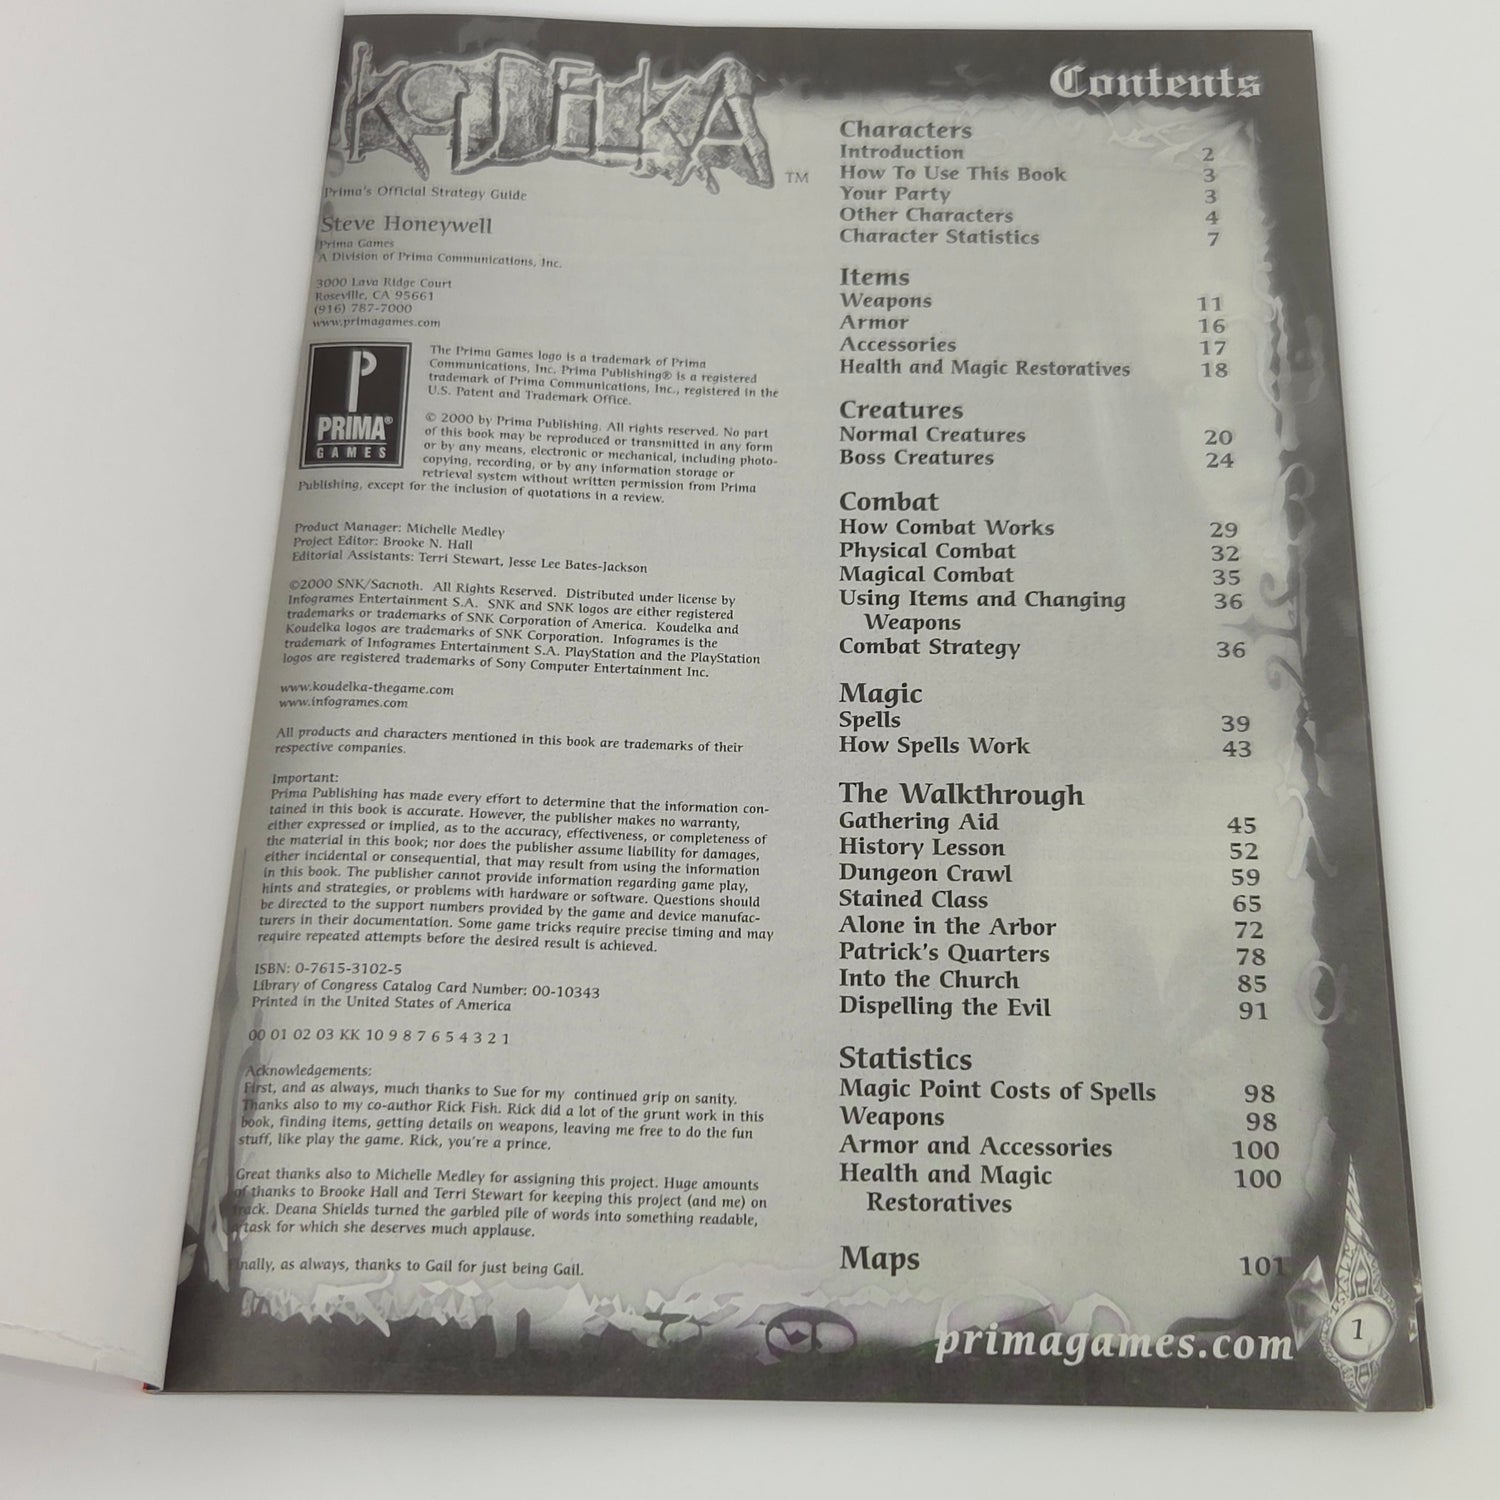 KOUDELKA
TM
Prima's Official Strategy Guide
Steve Honeywell
Prima Games
A Division of Prima Communications, Inc.
3000 Lava Ridge Court
Roseville, CA 95661
(916) 787-7000
www.primagames.com
P
PRIMA®
GAMES
The Prima Games logo is a trademark of Prima
Communications, Inc. Prima Publishing® is a registered
trademark of Prima Communications, Inc., registered in the
U.S. Patent and Trademark Office.
© 2000 by Prima Publishing. All rights reserved. No part
of this book may be reproduced or transmitted in any form
or by any means, electronic or mechanical, including photo-
copying, recording, or by any information storage or
retrieval system without written permission from Prima
Publishing, except for the inclusion of quotations in a review.
Product Manager: Michelle Medley
Project Editor: Brooke N. Hall
Editorial Assistants: Terri Stewart, Jesse Lee Bates-Jackson
©2000 SNK/Sacnoth. All Rights Reserved. Distributed under license by
Infogrames Entertainment S.A. SNK and SNK logos are either registered
trademarks or trademarks of SNK Corporation of America. Koudelka and
Koudelka logos are trademarks of SNK Corporation. Infogrames is the
trademark of Infogrames Entertainment S.A. PlayStation and the PlayStation
logos are registered trademarks of Sony Computer Entertainment Inc.
www.koudelka-thegame.com
www.infogrames.com
All products and characters mentioned in this book are trademarks of their
respective companies.
Important:
Prima Publishing has made every effort to determine that the information con-
tained in this book is accurate. However, the publisher makes no warranty,
either expressed or implied, as to the accuracy, effectiveness, or completeness of
the material in this book; nor does the publisher assume liability for damages,
either incidental or consequential, that may result from using the information
in this book. The publisher cannot provide information regarding game play,
hints and strategies, or problems with hardware or software. Questions should
be directed to the support numbers provided by the game and device manufac-
turers in their documentation. Some game tricks require precise timing and may
require repeated attempts before the desired result is achieved.
ISBN: 0-7615-3102-5
Library of Congress Catalog Card Number: 00-10343
Printed in the United States of America
00 01 02 03 KK 10 9 8 7 6 5 4 3 2 1
Acknowledgements:
First, and as always, much thanks to Sue for my continued grip on sanity.
Thanks also to my co-author Rick Fish. Rick did a lot of the grunt work in this
book, finding items, getting details on weapons, leaving me free to do the fun
stuff, like play the game. Rick, you're a prince.
Great thanks also to Michelle Medley for assigning this project. Huge amounts
of thanks to Brooke Hall and Terri Stewart for keeping this project (and me) on
track. Deana Shields turned the garbled pile of words into something readable,
a task for which she deserves much applause.
Finally, as always, thanks to Gail for just being Gail.
Contents
Characters
Introduction 2
How To Use This Book 3
Your Party 3
Other Characters 4
Character Statistics 7
Items
Weapons 11
Armor 16
Accessories 17
Health and Magic Restoratives 18
Creatures
Normal Creatures 20
Boss Creatures 24
Combat
How Combat Works 29
Physical Combat 32
Magical Combat 35
Using Items and Changing 36
Weapons
Combat Strategy 36
Magic
Spells 39
How Spells Work 43
The Walkthrough
Gathering Aid 45
History Lesson 52
Dungeon Crawl 59
Stained Class 65
Alone in the Arbor 72
Patrick's Quarters 78
Into the Church 85
Dispelling the Evil 91
Statistics
Magic Point Costs of Spells 98
Weapons 98
Armor and Accessories 100
Health and Magic 100
Restoratives
Maps 101
primagames.com
1